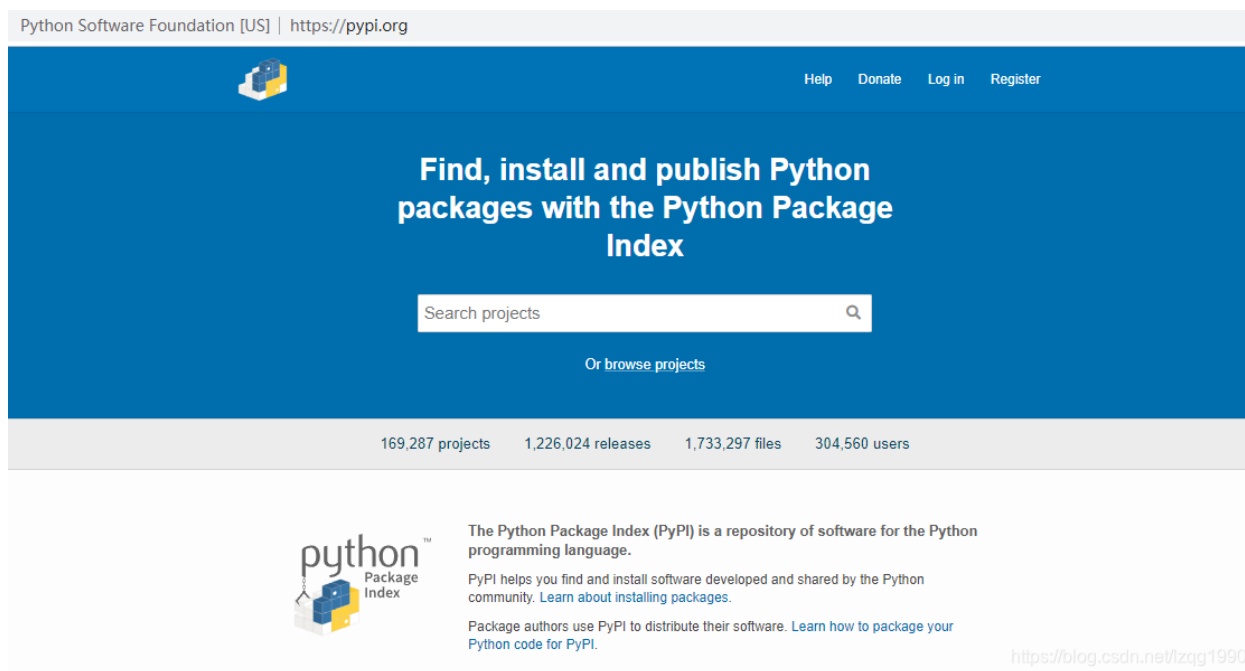 Python Software Foundation [US] | https://pypi.org
Help Donate Log in Register
Find, install and publish Python
packages with the Python Package
Index
Search projects
Or browse projects
169,287 projects 1,226,024 releases 1,733,297 files 304,560 users
python™
Package
Index
The Python Package Index (PyPI) is a repository of software for the Python
programming language.
PyPI helps you find and install software developed and shared by the Python
community. Learn about installing packages.
Package authors use PyPI to distribute their software. Learn how to package your
Python code for PyPI.
https://blog.csdn.net/lzqg1990